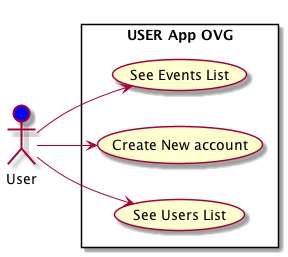 USER App OVG
See Events List
Create New account
User
See Users List